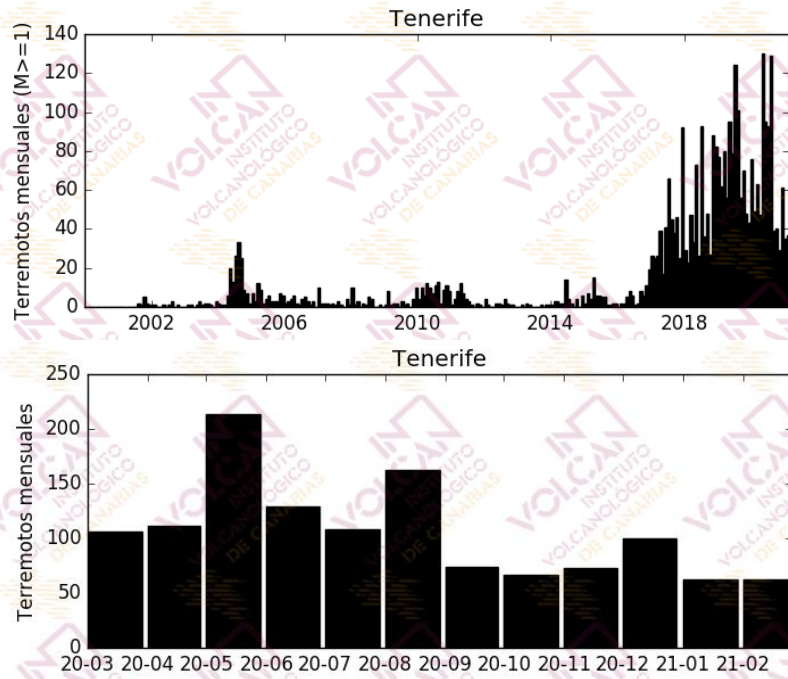 Tenerife
Terremotos mensuales (M>=1)
140
120
100
80
60
40
20
0
2002 2006 2010 2014 2018
Tenerife
Terremotos mensuales
250
200
150
100
50
0
20-03 20-04 20-05 20-06 20-07 20-08 20-09 20-10 20-11 20-12 21-01 21-02
INVOLCAN
INSTITUTO
VOLCANOLÓGICO
DE CANARIAS